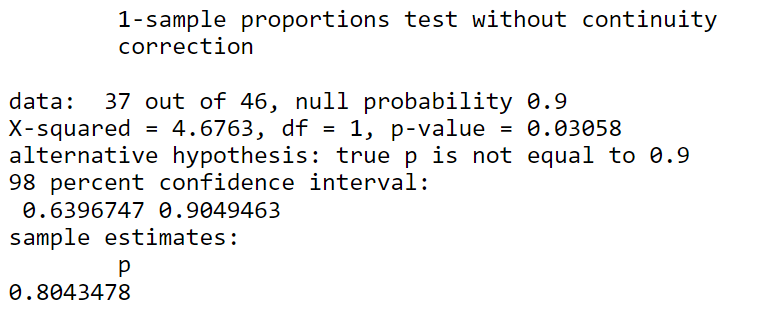 1-sample proportions test without continuity
correction
data:  37 out of 46, null probability 0.9
X-squared = 4.6763, df = 1, p-value = 0.03058
alternative hypothesis: true p is not equal to 0.9
98 percent confidence interval:
0.6396747 0.9049463
sample estimates:
p
0.8043478